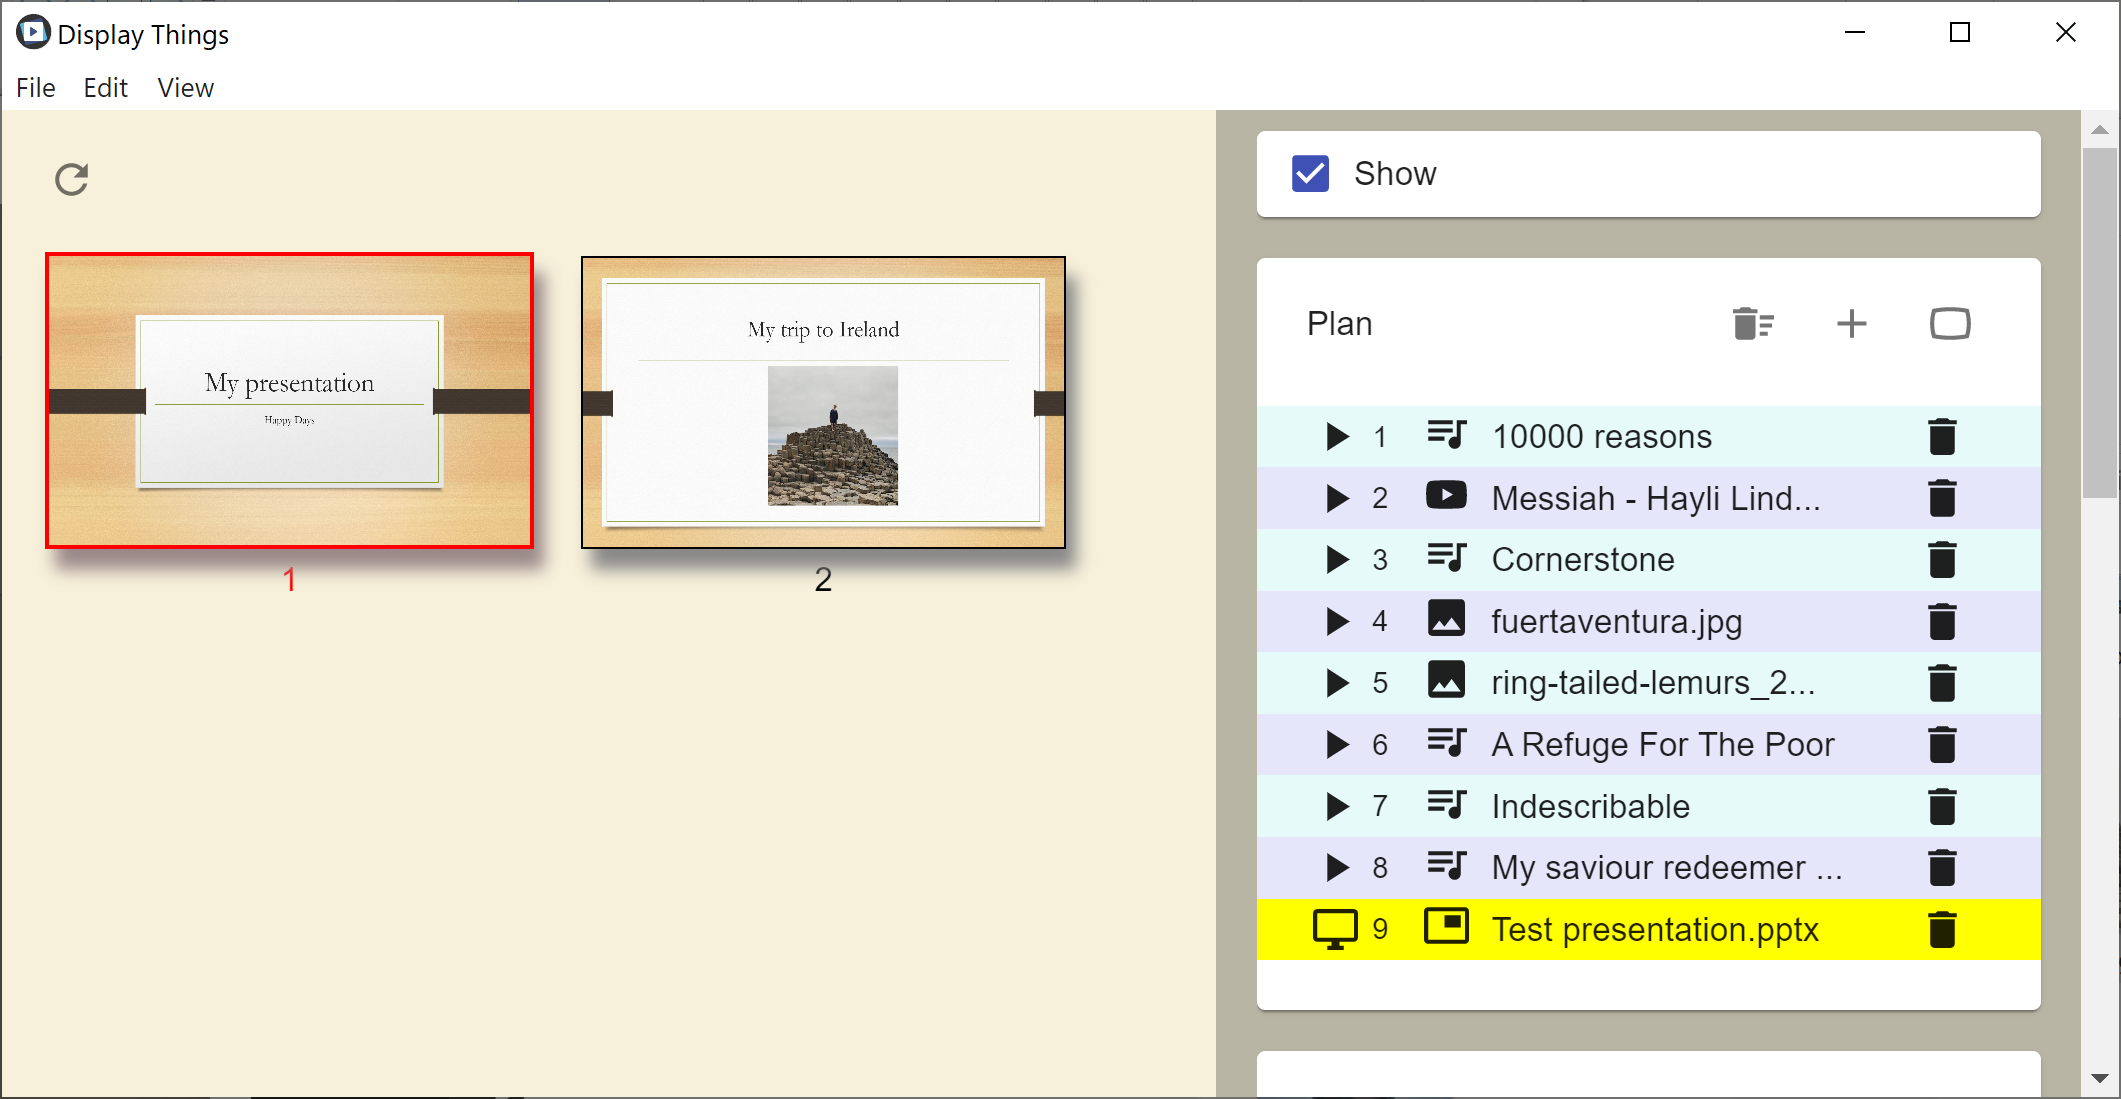 Display Things
File Edit View
My presentation
Happy Days
1
My trip to Ireland
2
Show
Plan
1 10000 reasons
2 Messiah - Hayli Lind...
3 Cornerstone
4 fuertaventura.jpg
5 ring-tailed-lemurs_2...
6 A Refuge For The Poor
7 Indescribable
8 My saviour redeemer ...
9 Test presentation.pptx